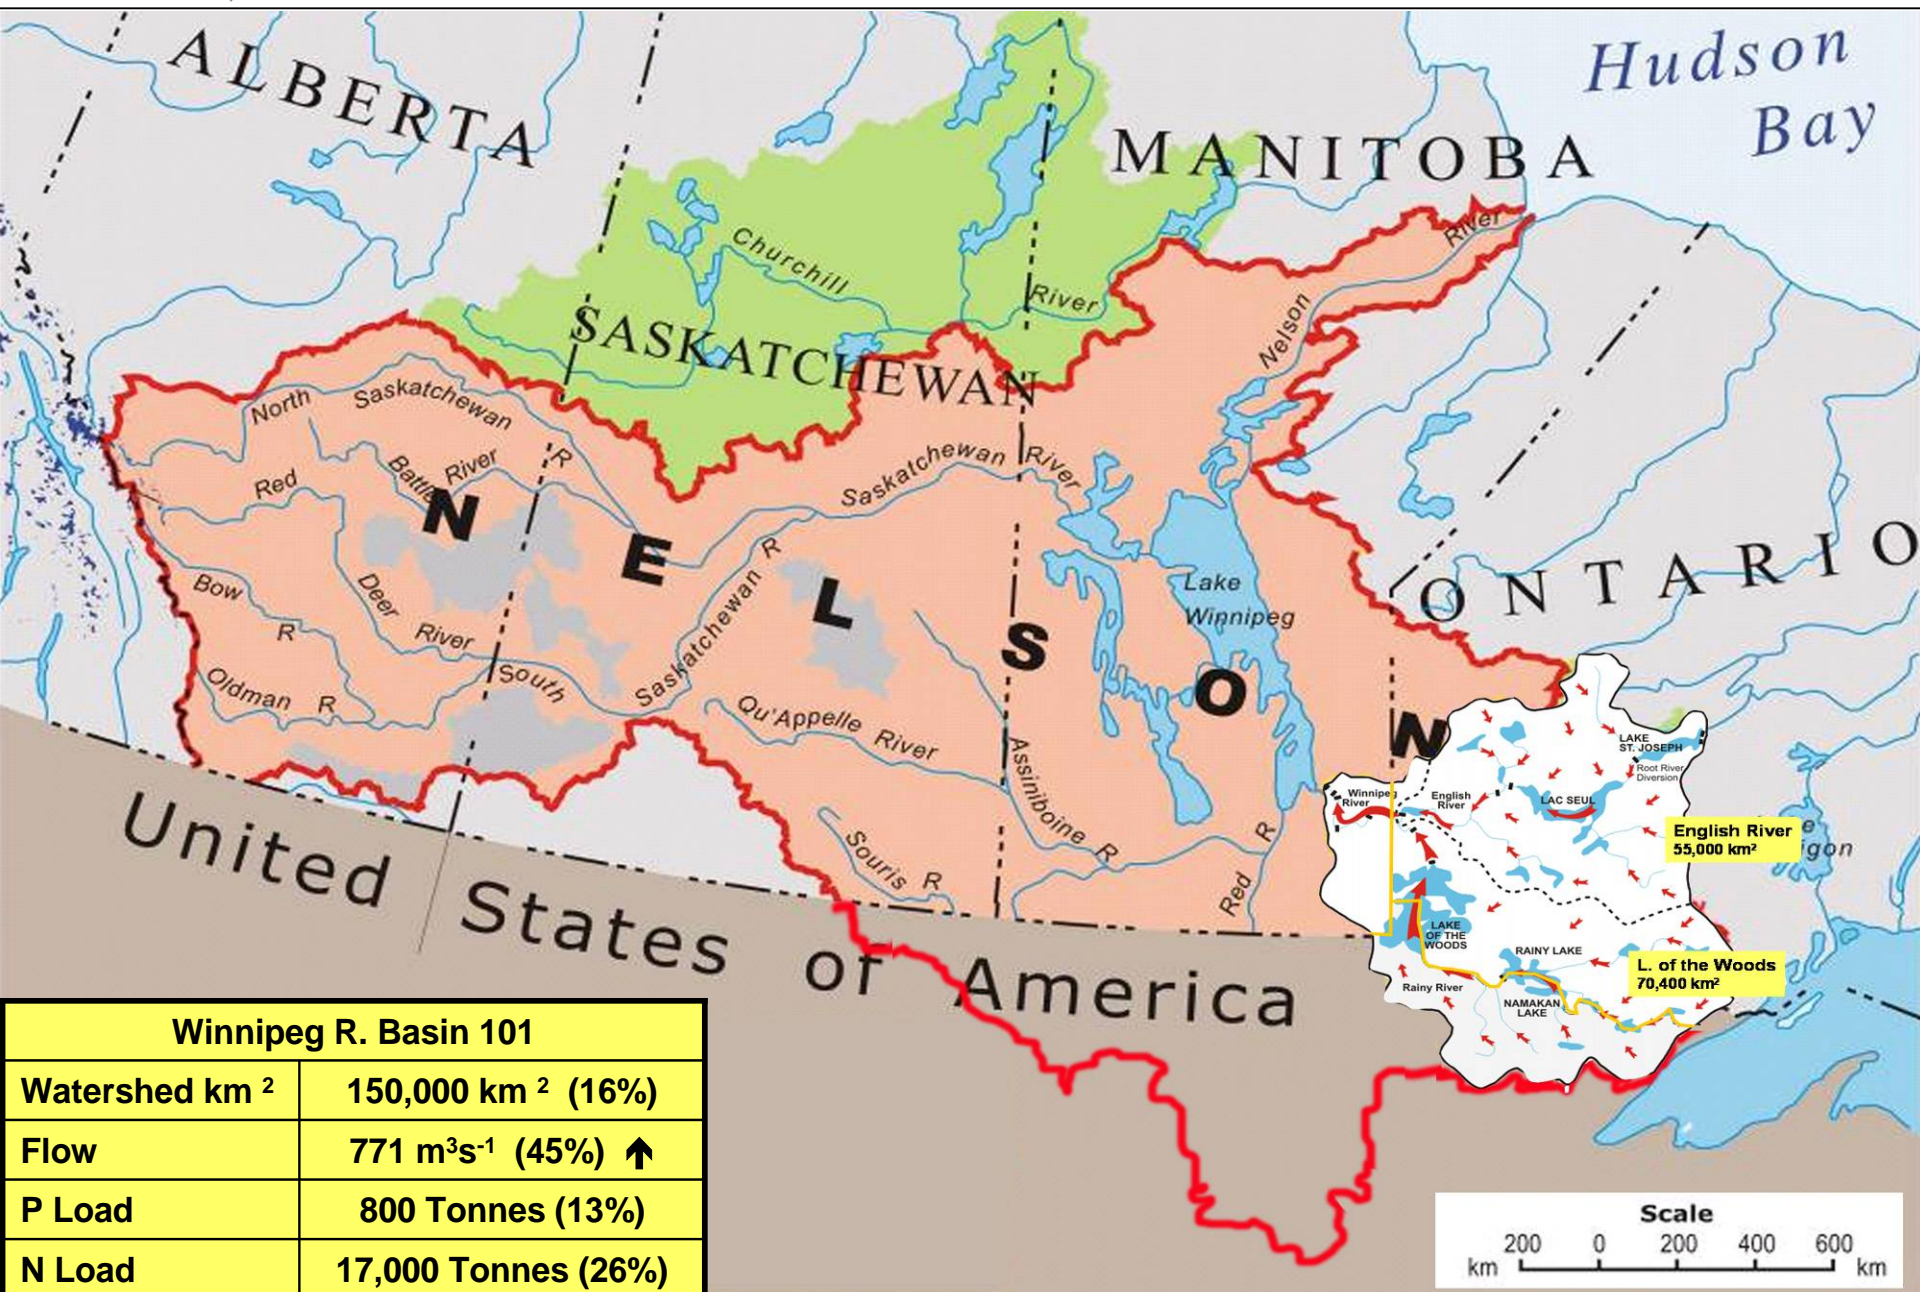 Hudson
Bay
ALBERTA
MANITOBA
SASKATCHEWAN
ONTARIO
Churchill
River
River
Nelson
North
Saskatchewan
R
Battle
River
Red
Deer
River
Saskatchewan
River
Bow
R
Oldman R
South
Saskatchewan R
Qu'Appelle River
Assiniboine R
Souris R
Red R
Lake
Winnipeg
N E L S O N
United States of America
LAKE
ST. JOSEPH
Root River
Diversion
Winnipeg
River
English
River
LAC SEUL
English River
55,000 km²
LAKE
OF THE
WOODS
RAINY LAKE
L. of the Woods
70,400 km²
Rainy River
NAMAKAN
LAKE
Winnipeg R. Basin 101
Watershed km ² 150,000 km ² (16%)
Flow 771 m³s⁻¹ (45%) ↑
P Load 800 Tonnes (13%)
N Load 17,000 Tonnes (26%)
Scale
200 0 200 400 600
km km